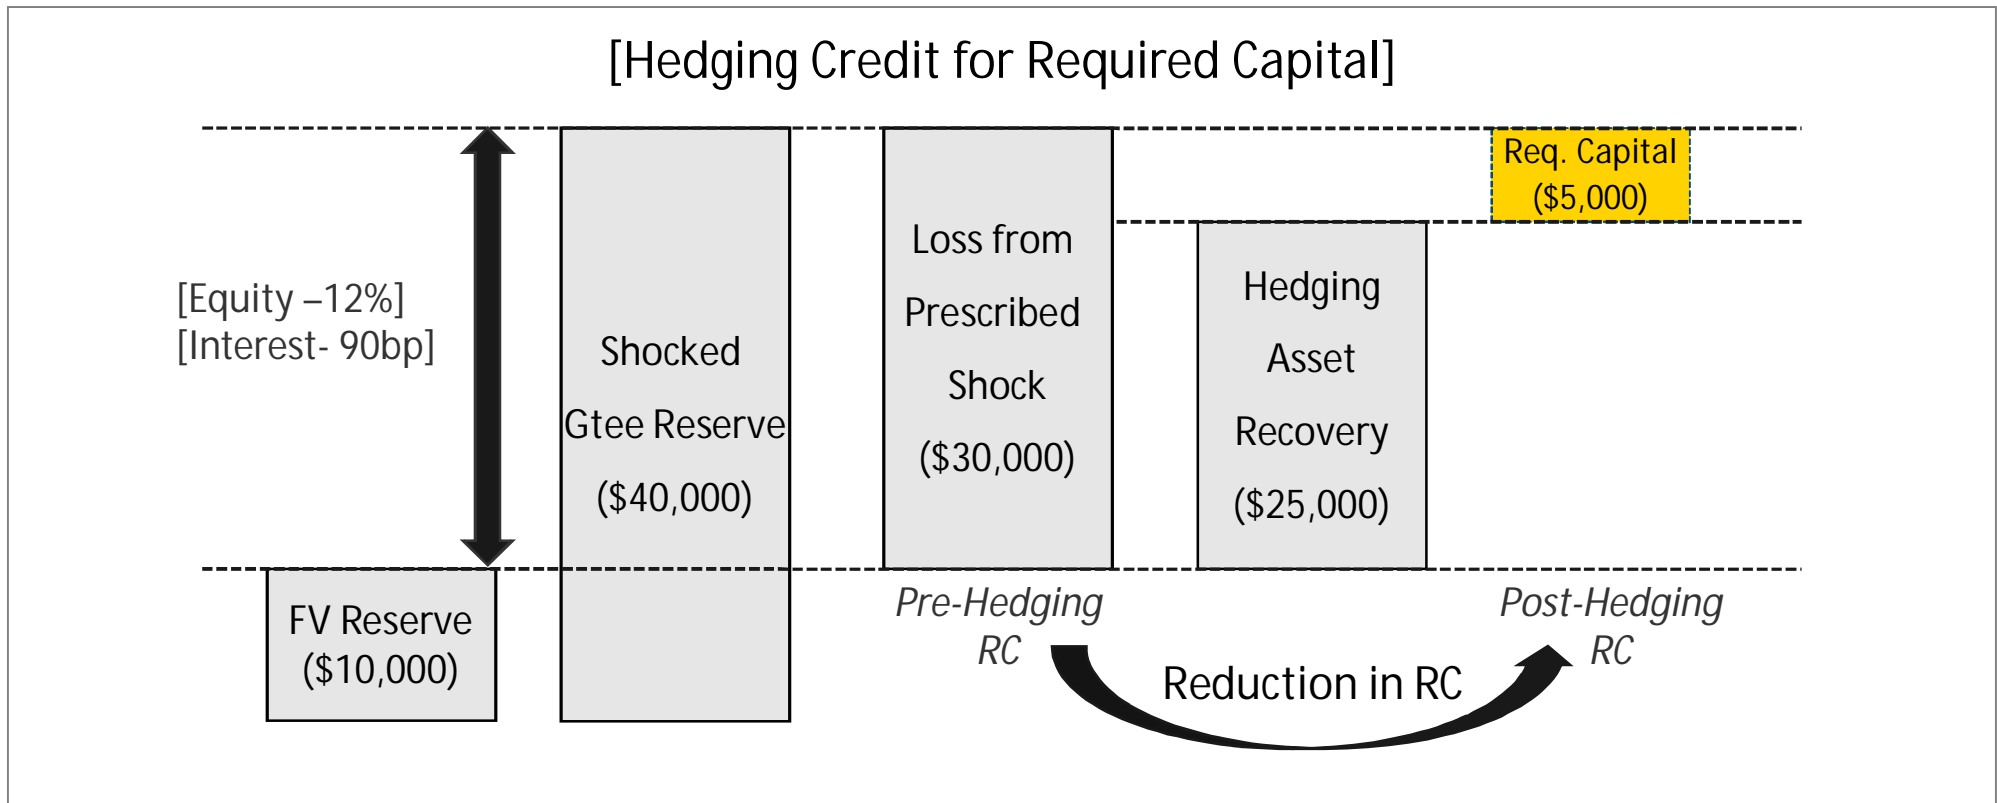 [Hedging Credit for Required Capital]
[Equity –12%]
[Interest- 90bp]
FV Reserve
($10,000)
Shocked
Gtee Reserve
($40,000)
Loss from
Prescribed
Shock
($30,000)
Pre-Hedging
RC
Hedging
Asset
Recovery
($25,000)
Req. Capital
($5,000)
Post-Hedging
RC
Reduction in RC